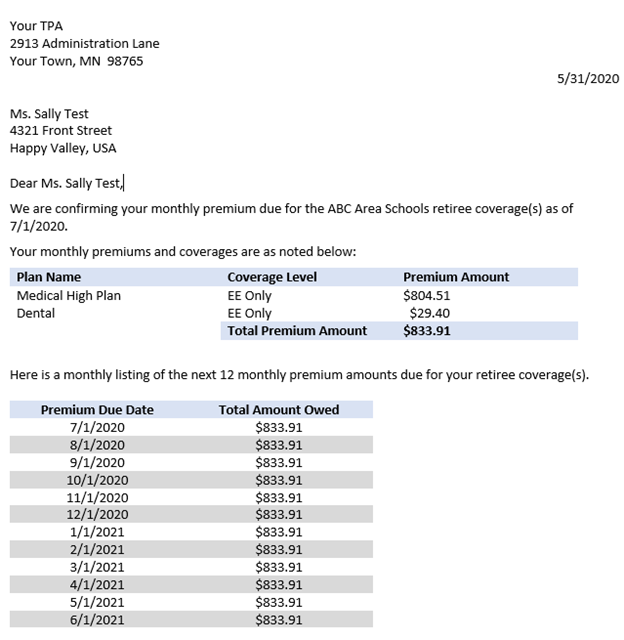 Your TPA
2913 Administration Lane
Your Town, MN  98765
5/31/2020
Ms. Sally Test
4321 Front Street
Happy Valley, USA
Dear Ms. Sally Test,
We are confirming your monthly premium due for the ABC Area Schools retiree coverage(s) as of
7/1/2020.
Your monthly premiums and coverages are as noted below:
Plan Name Coverage Level Premium Amount
Medical High Plan EE Only $804.51
Dental EE Only $29.40
Total Premium Amount $833.91
Here is a monthly listing of the next 12 monthly premium amounts due for your retiree coverage(s).
Premium Due Date Total Amount Owed
7/1/2020 $833.91
8/1/2020 $833.91
9/1/2020 $833.91
10/1/2020 $833.91
11/1/2020 $833.91
12/1/2020 $833.91
1/1/2021 $833.91
2/1/2021 $833.91
3/1/2021 $833.91
4/1/2021 $833.91
5/1/2021 $833.91
6/1/2021 $833.91